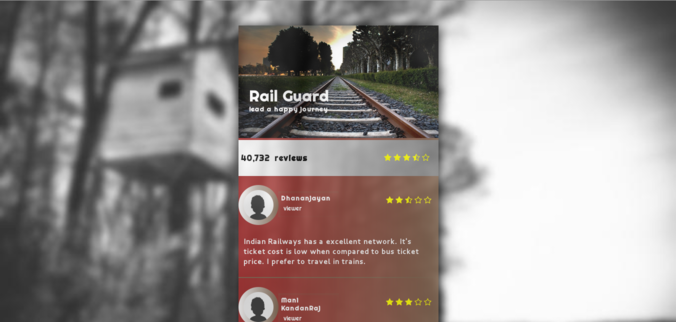 Rail Guard
lead a happy journey
40,732 reviews
Dhananjayan
viewer
Indian Railways has a excellent network. It's
ticket cost is low when compared to bus ticket
price. I prefer to travel in trains.
Mani
KandanRaj
viewer